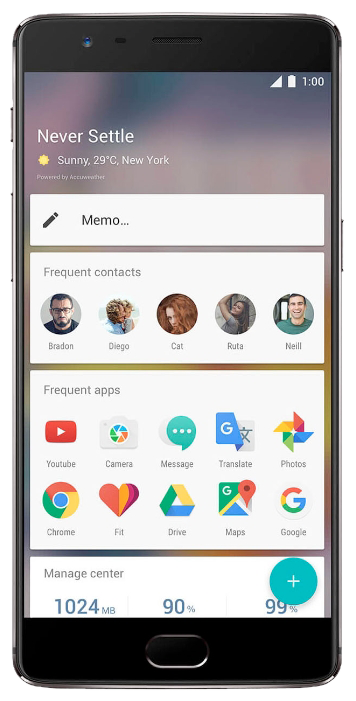 1:00
Never Settle
Sunny, 29°C, New York
Powered by Accuweather
Memo...
Frequent contacts
Bradon Diego Cat Ruta Neill
Frequent apps
Youtube Camera Message Translate Photos
Chrome Fit Drive Maps Google
Manage center
1024 MB 90% 99%